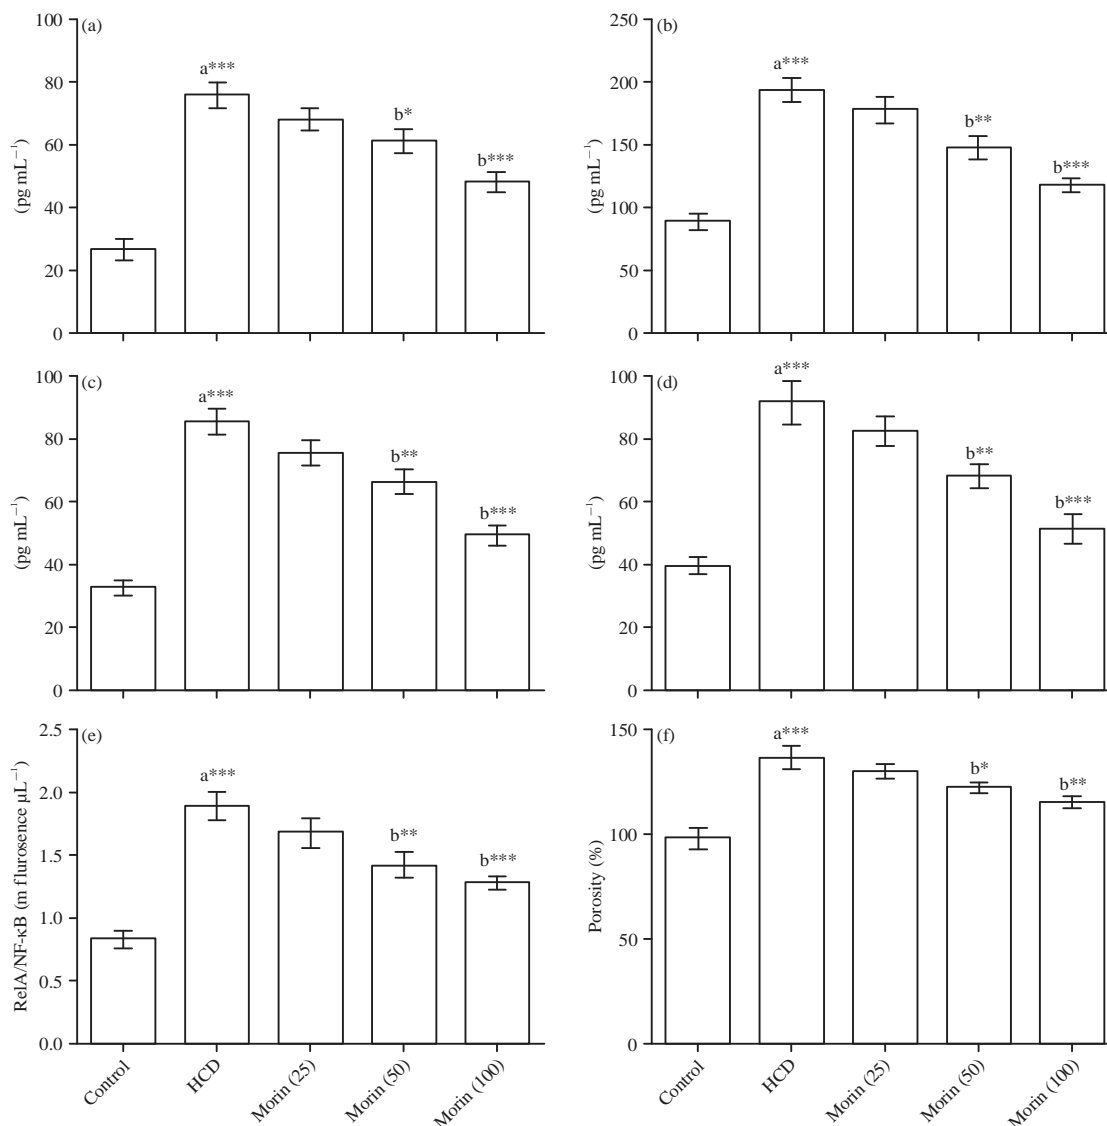 (a)
100
80
60
40
20
0
(pg mL⁻¹)
a***
b*
b***
(b)
250
200
150
100
50
0
(pg mL⁻¹)
a***
b**
b***
(c)
100
80
60
40
20
0
(pg mL⁻¹)
a***
b**
b***
(d)
100
80
60
40
20
0
(pg mL⁻¹)
a***
b**
b***
(e)
2.5
2.0
1.5
1.0
0.5
0.0
RelA/NF-κB (m flurosence μL⁻¹)
a***
b**
b***
Control
HCD
Morin (25)
Morin (50)
Morin (100)
(f)
150
100
50
0
Porosity (%)
a***
b*
b**
Control
HCD
Morin (25)
Morin (50)
Morin (100)